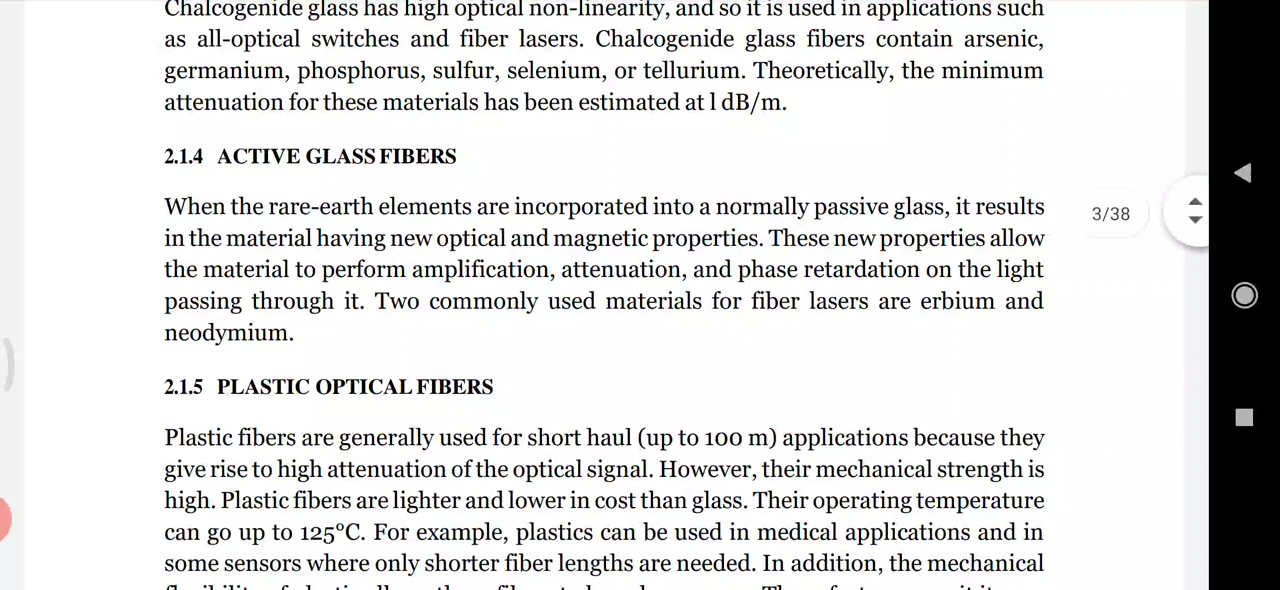 Chalcogenide glass has high optical non-linearity, and so it is used in applications such
as all-optical switches and fiber lasers. Chalcogenide glass fibers contain arsenic,
germanium, phosphorus, sulfur, selenium, or tellurium. Theoretically, the minimum
attenuation for these materials has been estimated at 1 dB/m.
2.1.4 ACTIVE GLASS FIBERS
When the rare-earth elements are incorporated into a normally passive glass, it results
in the material having new optical and magnetic properties. These new properties allow
the material to perform amplification, attenuation, and phase retardation on the light
passing through it. Two commonly used materials for fiber lasers are erbium and
neodymium.
3/38
2.1.5 PLASTIC OPTICAL FIBERS
Plastic fibers are generally used for short haul (up to 100 m) applications because they
give rise to high attenuation of the optical signal. However, their mechanical strength is
high. Plastic fibers are lighter and lower in cost than glass. Their operating temperature
can go up to 125°C. For example, plastics can be used in medical applications and in
some sensors where only shorter fiber lengths are needed. In addition, the mechanical